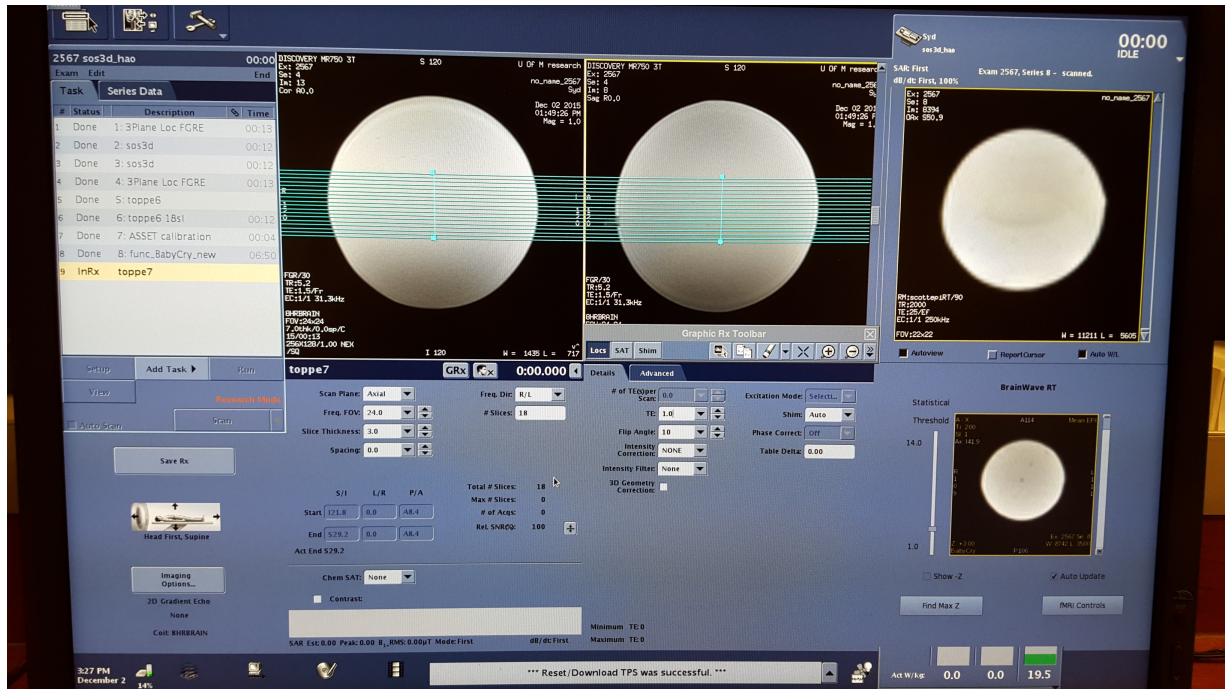 2567 sos3d_hao 00:00
Exam Edit End
Task Series Data
# Status Description Time
1 Done 1: 3Plane Loc FGRE 00:13
2 Done 2: sos3d 00:12
3 Done 3: sos3d 00:12
4 Done 4: 3Plane Loc FGRE 00:13
5 Done 5: toppe6
6 Done 6: toppe6 18sl 00:12
7 Done 7: ASSET calibration 00:04
8 Done 8: func_BabyCry_new 06:50
9 InRx toppe7
Setup Add Task Run
View Research Mode
Auto Scan Scan
Save Rx
Head First, Supine
Imaging
Options...
2D Gradient Echo
None
Coil: 8HRBRAIN
DISCOVERY MR750 3T S 120 U OF M research
Ex: 2567 no_name_2567
Se: 4 Syd
Im: 13
Cor A0.0 Dec 02 2015
01:49:26 PM
Mag = 1.0
FGR/30
TR:5.2
TE:1.5/Fr
EC:1/1 31.3kHz
8HRBRAIN
FOV:24x24
7.0thk/0.0sp/C
15/00:13
256X128/1.00 NEX
/SQ I 120 W = 1435 L = 717
DISCOVERY MR750 3T S 120 U OF M research
Ex: 2567
Se: 4
Im: 8
Sag R0.0
Dec 02 201
01:49:26 P
Mag = 1.
FGR/30
TR:5.2
TE:1.5/Fr
EC:1/1 31.3kHz
8HRBRAIN
Graphic Rx Toolbar
Locs SAT Shim
toppe7 GRx 0:00.000
Scan Plane: Axial Freq. Dir: R/L
Freq. FOV: 24.0 # Slices: 18
Slice Thickness: 3.0
Spacing: 0.0
Total # Slices: 18
S/I L/R P/A Max # Slices: 0
Start I21.8 0.0 A8.4 # of Acqs: 0
Rel. SNR(%): 100
End S29.2 0.0 A8.4
Act End S29.2
Chem SAT: None
Contrast:
SAR Est: 0.00 Peak: 0.00 B1_RMS: 0.00µT Mode: First dB/dt: First
Details Advanced
# of TE(s)per
Scan: 0.0 Excitation Mode: Selecti...
TE: 1.0 Shim: Auto
Flip Angle: 10 Phase Correct: Off
Intensity
Correction: NONE Table Delta: 0.00
Intensity Filter: None
3D Geometry
Correction:
Minimum TE: 0
Maximum TE: 0
Syd
sos3d_hao
00:00
IDLE
SAR: First Exam 2567, Series 8 - scanned.
dB/dt: First, 100%
Ex: 2567 no_name_2567
Se: 8
Im: 8394
OAx S50.9
RM:scottepiRT/90
TR:2000
TE:25/EF
EC:1/1 250kHz
FOV:22x22 W = 11211 L = 5605
Autoview Report Cursor Auto W/L
BrainWave RT
Statistical
Threshold
14.0
1.0
A114 Mean EPI
P106
BabyCry
Show -Z Auto Update
Find Max Z fMRI Controls
3:27 PM
December 2 14%
*** Reset/Download TPS was successful. ***
Act W/kg: 0.0 0.0 19.5